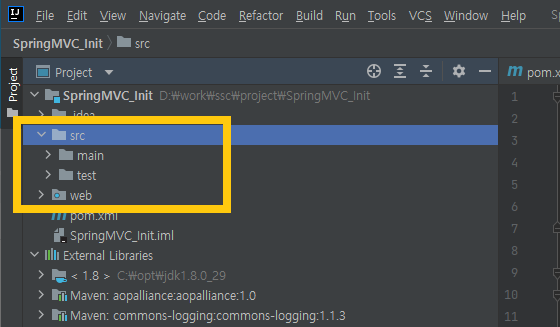 IJ File Edit View Navigate Code Analyze Refactor Build Run Tools VCS Window Help
SpringMVC_Init src
Project pom.x
Project
SpringMVC_Init D:₩work₩ssc₩project₩SpringMVC_Init
.idea
src
main
test
web
pom.xml
SpringMVC_Init.iml
External Libraries
< 1.8 > C:₩opt₩jdk1.8.0_29
Maven: aopalliance:aopalliance:1.0
Maven: commons-logging:commons-logging:1.1.3
1
2
3
4
5
6
7
8
9
10
11